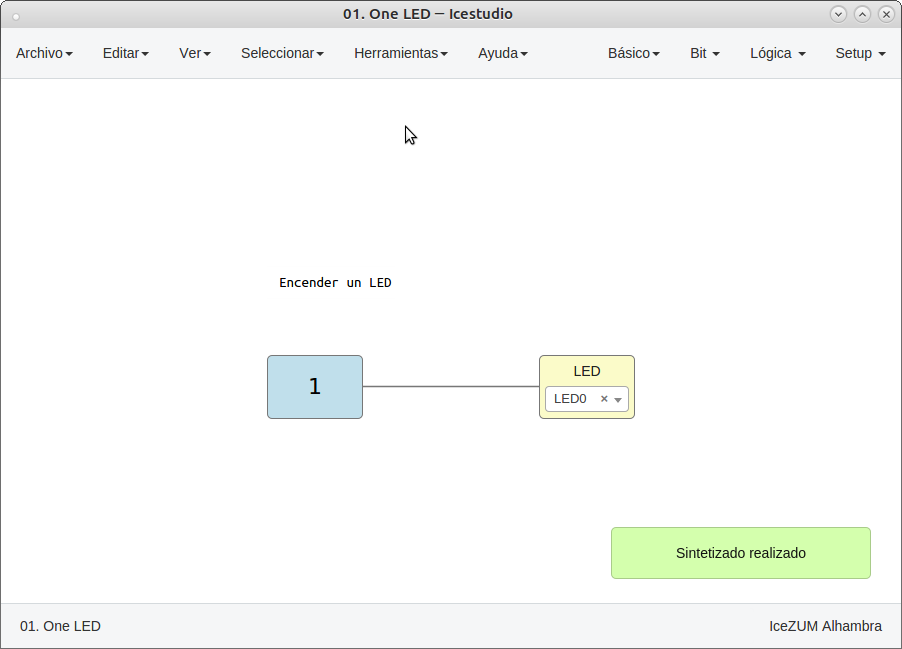 01. One LED – Icestudio
Archivo Editar Ver Seleccionar Herramientas Ayuda Básico Bit Lógica Setup
Encender un LED
1
LED
LED0
Sintetizado realizado
01. One LED IceZUM Alhambra